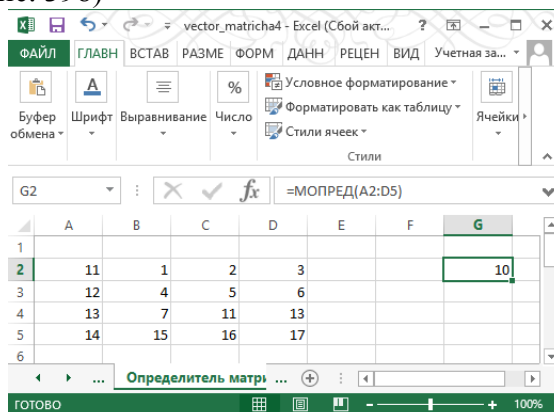 vector_matricha4 - Excel (Сбой акт... ?
ФАЙЛ ГЛАВН ВСТАВ РАЗМЕ ФОРМ ДАНН РЕЦЕН ВИД Учетная за...
Буфер обмена
Шрифт
Выравнивание
%
Число
Условное форматирование
Форматировать как таблицу
Стили ячеек
Стили
Ячейки
G2 fx =МОПРЕД(A2:D5)
A B C D E F G
1
2 11 1 2 3 10
3 12 4 5 6
4 13 7 11 13
5 14 15 16 17
6
... Определитель матри ...
ГОТОВО 100%